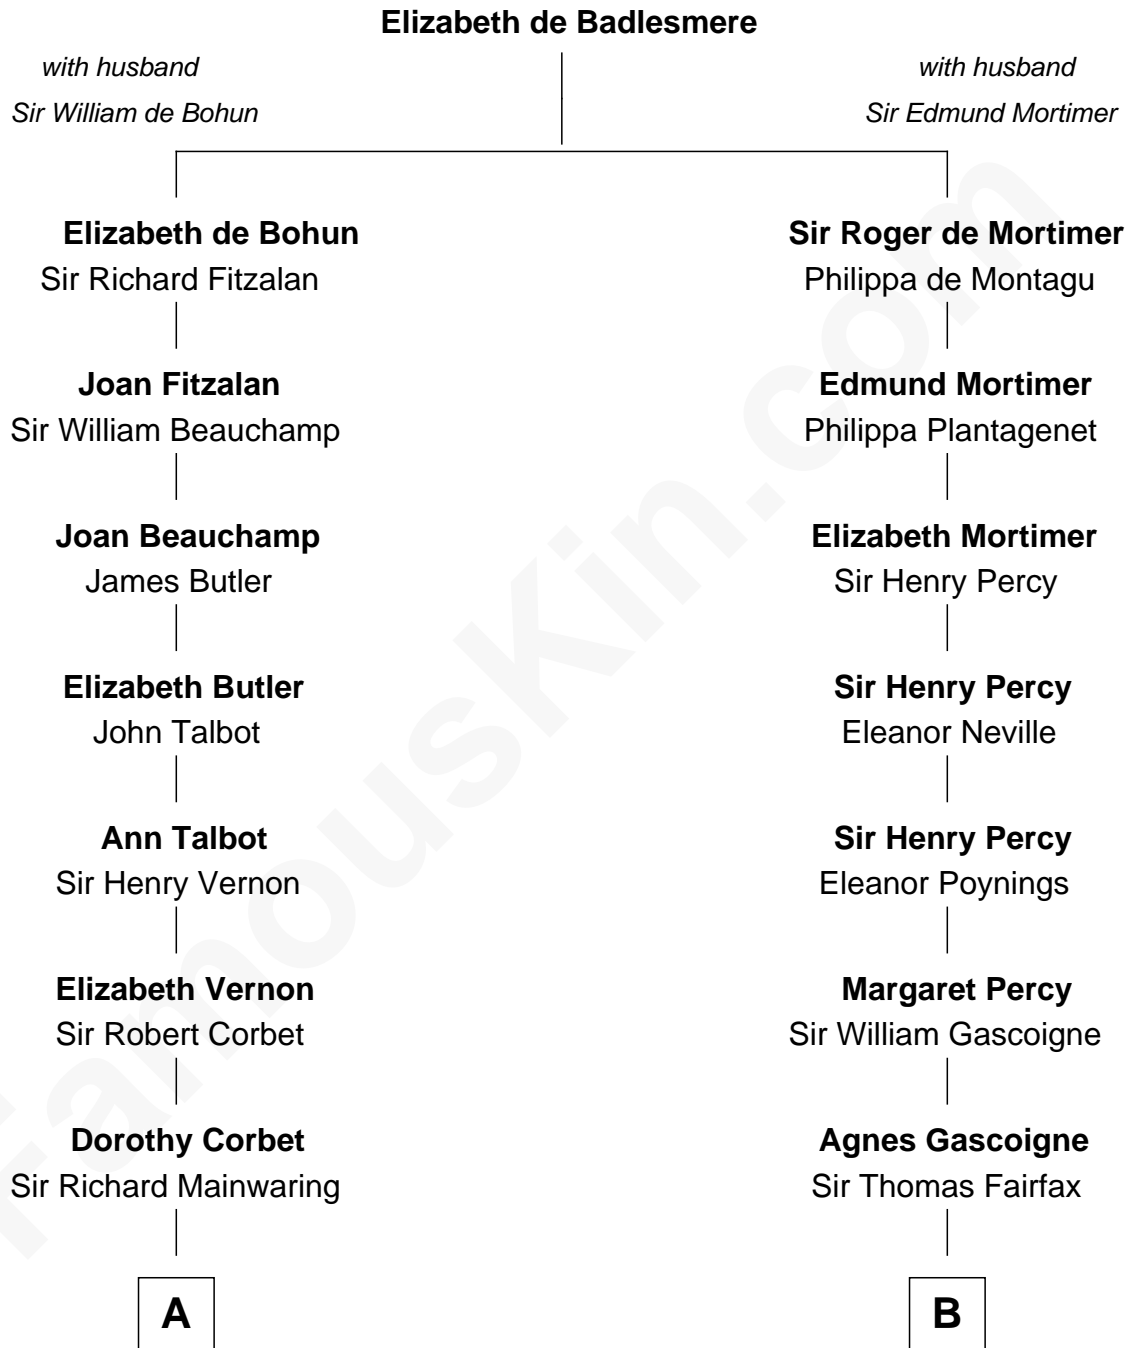 Elizabeth de Badlesmere
with husband
Sir William de Bohun
with husband
Sir Edmund Mortimer
Elizabeth de Bohun
Sir Richard Fitzalan
Sir Roger de Mortimer
Philippa de Montagu
Joan Fitzalan
Sir William Beauchamp
Edmund Mortimer
Philippa Plantagenet
Joan Beauchamp
James Butler
Elizabeth Mortimer
Sir Henry Percy
Elizabeth Butler
John Talbot
Sir Henry Percy
Eleanor Neville
Ann Talbot
Sir Henry Vernon
Sir Henry Percy
Eleanor Poynings
Elizabeth Vernon
Sir Robert Corbet
Margaret Percy
Sir William Gascoigne
Dorothy Corbet
Sir Richard Mainwaring
Agnes Gascoigne
Sir Thomas Fairfax
A
B
FamousKin.com